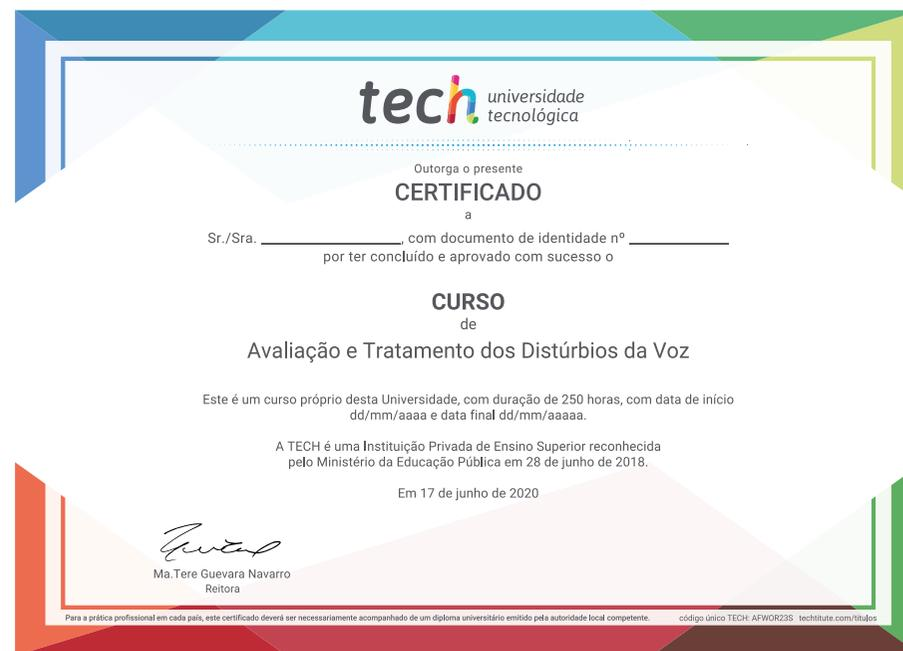 tech universidade
tecnológica
Outorga o presente
CERTIFICADO
a
Sr./Sra. ________________, com documento de identidade nº ____________
por ter concluído e aprovado com sucesso o
CURSO
de
Avaliação e Tratamento dos Distúrbios da Voz
Este é um curso próprio desta Universidade, com duração de 250 horas, com data de início
dd/mm/aaaa e data final dd/mm/aaaaa.
A TECH é uma Instituição Privada de Ensino Superior reconhecida
pelo Ministério da Educação Pública em 28 de junho de 2018.
Em 17 de junho de 2020
Ma.Tere Guevara Navarro
Reitora
Para a prática profissional em cada país, este certificado deverá ser necessariamente acompanhado de um diploma universitário emitido pela autoridade local competente. código único TECH: AFWOR23S techtitute.com/titulos